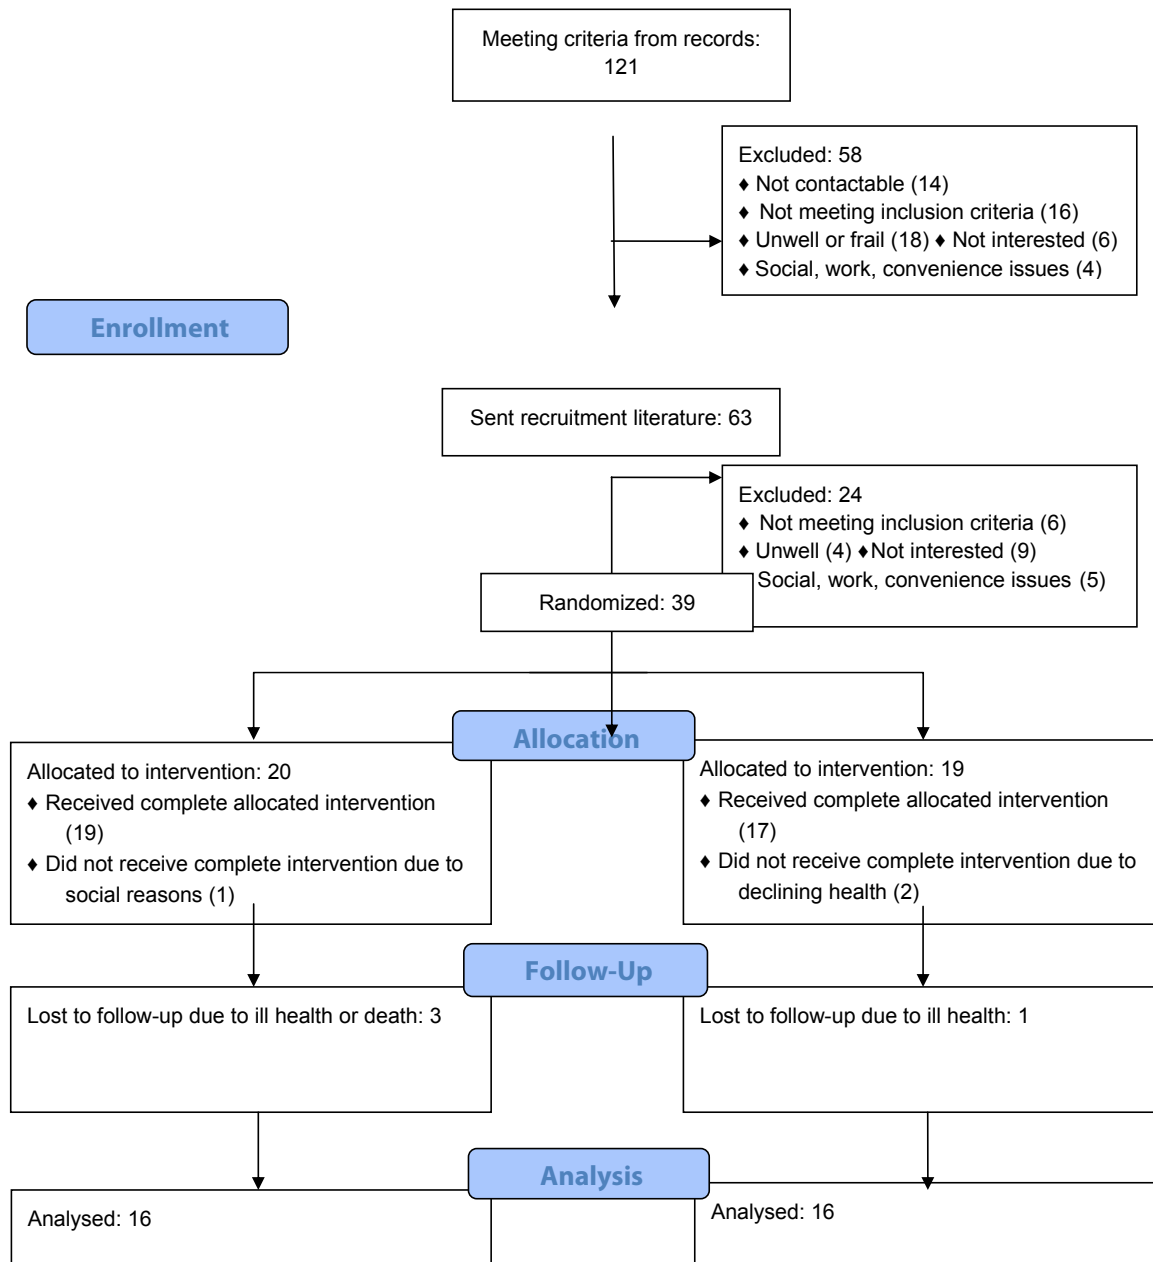 Meeting criteria from records:
121
Excluded: 58
♦ Not contactable (14)
♦ Not meeting inclusion criteria (16)
♦ Unwell or frail (18) ♦ Not interested (6)
♦ Social, work, convenience issues (4)
Enrollment
Sent recruitment literature: 63
Excluded: 24
♦ Not meeting inclusion criteria (6)
♦ Unwell (4) ♦Not interested (9)
Social, work, convenience issues (5)
Randomized: 39
Allocation
Allocated to intervention: 20
♦ Received complete allocated intervention
(19)
♦ Did not receive complete intervention due to
social reasons (1)
Allocated to intervention: 19
♦ Received complete allocated intervention
(17)
♦ Did not receive complete intervention due to
declining health (2)
Follow-Up
Lost to follow-up due to ill health or death: 3
Lost to follow-up due to ill health: 1
Analysis
Analysed: 16
Analysed: 16